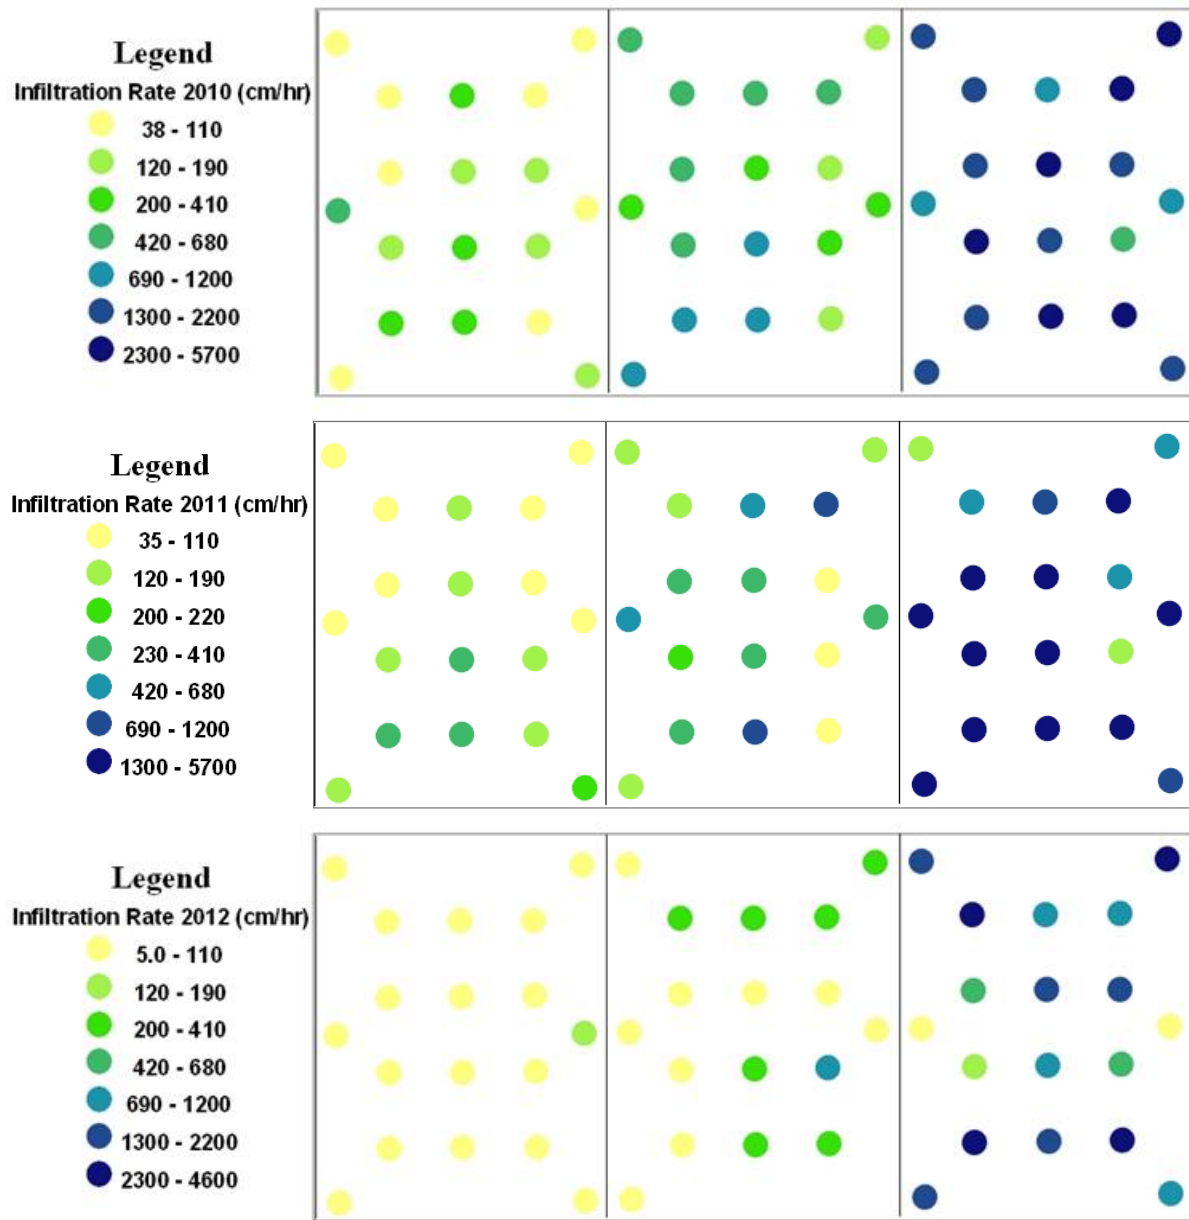 Legend
Infiltration Rate 2010 (cm/hr)
38 - 110
120 - 190
200 - 410
420 - 680
690 - 1200
1300 - 2200
2300 - 5700
Legend
Infiltration Rate 2011 (cm/hr)
35 - 110
120 - 190
200 - 220
230 - 410
420 - 680
690 - 1200
1300 - 5700
Legend
Infiltration Rate 2012 (cm/hr)
5.0 - 110
120 - 190
200 - 410
420 - 680
690 - 1200
1300 - 2200
2300 - 4600